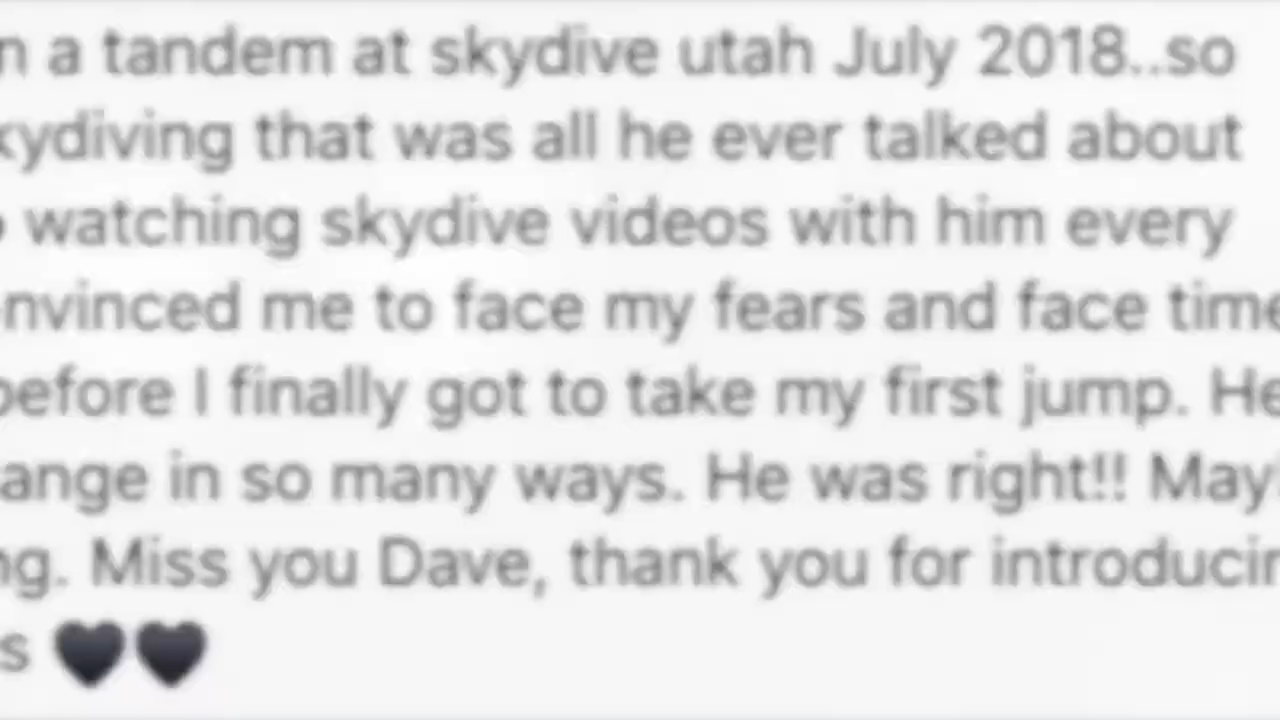 n a tandem at skydive utah July 2018..so
kydiving that was all he ever talked about
watching skydive videos with him every
nvinced me to face my fears and face time
before I finally got to take my first jump. He
ange in so many ways. He was right!! May
ng. Miss you Dave, thank you for introducin
s 🖤🖤